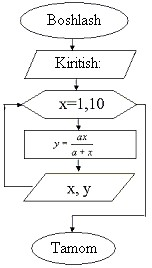 Boshlash
Kiritish:
x=1,10
y = ax / a + x
x, y
Tamom